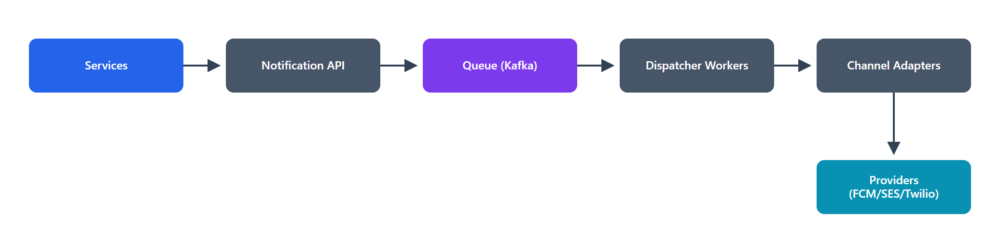 Services
Notification API
Queue (Kafka)
Dispatcher Workers
Channel Adapters
Providers
(FCM/SES/Twilio)